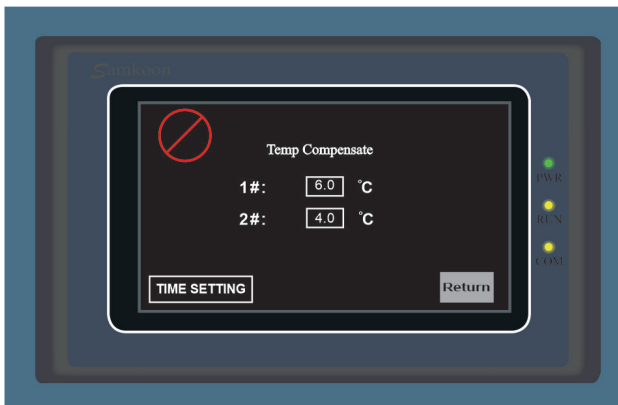 Samkoon
Temp Compensate
1#: 6.0 °C
2#: 4.0 °C
TIME SETTING
Return
PWR
RUN
COM